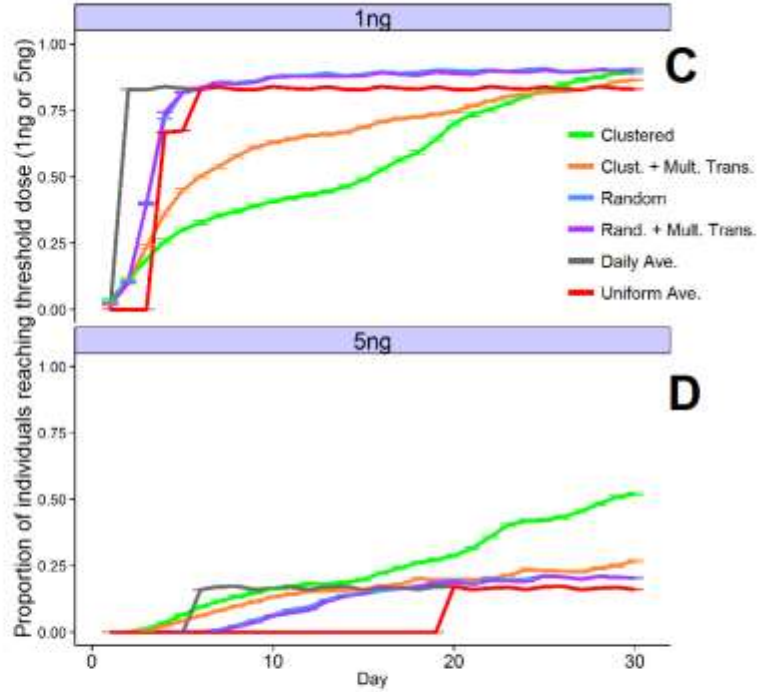 1ng
C
1.00
0.75
0.50
0.25
0.00
Clustered
Clust. + Mult. Trans.
Random
Rand. + Mult. Trans.
Daily Ave.
Uniform Ave.
Proportion of individuals reaching threshold dose (1ng or 5ng)
5ng
D
1.00
0.75
0.50
0.25
0.00
0
10
20
30
Day